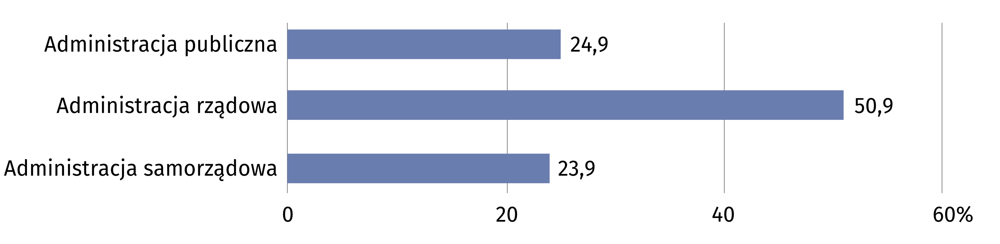 Administracja publiczna 24,9
Administracja rządowa 50,9
Administracja samorządowa 23,9
0 20 40 60%